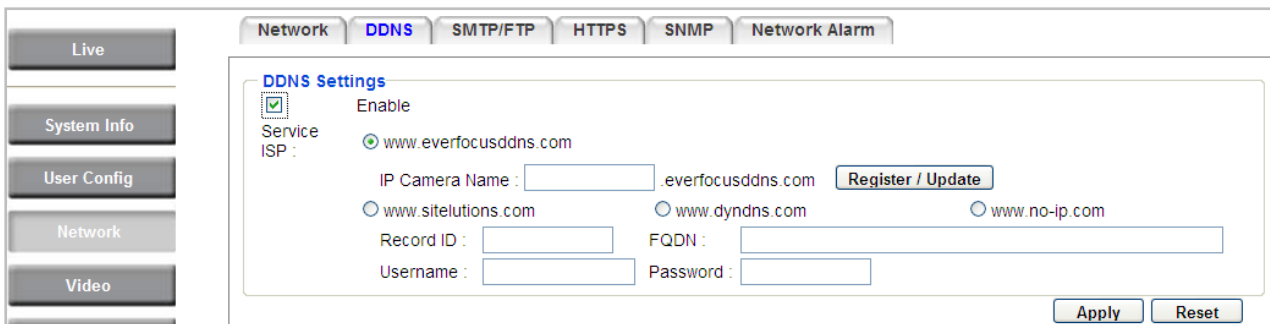 Live
System Info
User Config
Network
Video
Network DDNS SMTP/FTP HTTPS SNMP Network Alarm
DDNS Settings
Enable
Service ISP :
www.everfocusddns.com
IP Camera Name : .everfocusddns.com Register / Update
www.sitelutions.com www.dyndns.com www.no-ip.com
Record ID : FQDN :
Username : Password :
Apply Reset